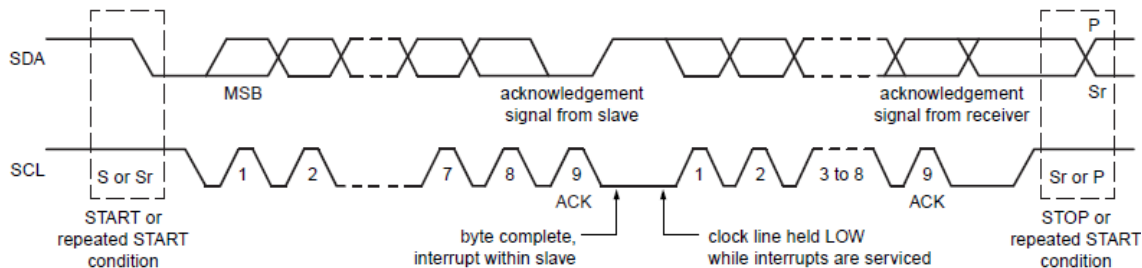 P
SDA
MSB
acknowledgement
signal from slave
acknowledgement
signal from receiver
Sr
SCL
S or Sr
1
2
7
8
9
1
2
3 to 8
9
Sr or P
ACK
ACK
START or
repeated START
condition
byte complete,
interrupt within slave
clock line held LOW
while interrupts are serviced
STOP or
repeated START
condition